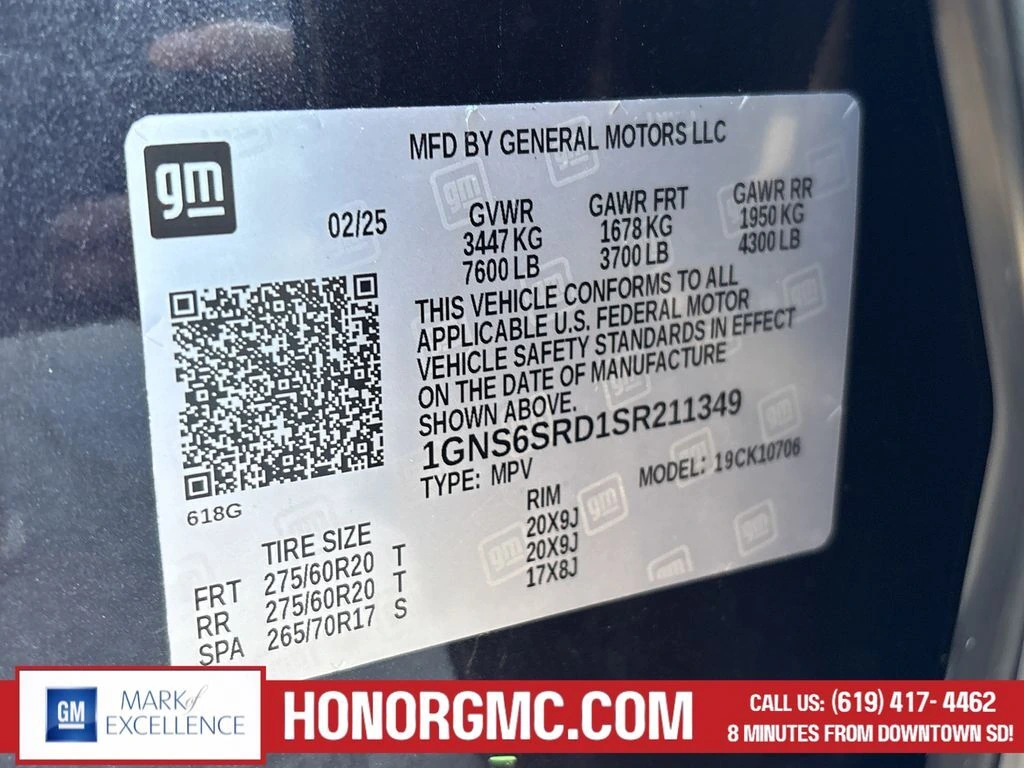 gm
MFD BY GENERAL MOTORS LLC
02/25
GVWR
3447 KG
7600 LB
GAWR FRT
1678 KG
3700 LB
GAWR RR
1950 KG
4300 LB
THIS VEHICLE CONFORMS TO ALL
APPLICABLE U.S. FEDERAL MOTOR
VEHICLE SAFETY STANDARDS IN EFFECT
ON THE DATE OF MANUFACTURE
SHOWN ABOVE.
1GNS6SRD1SR211349
TYPE: MPV
MODEL: 19CK10706
618G
TIRE SIZE RIM
FRT 275/60R20 T 20X9J
RR 275/60R20 T 20X9J
SPA 265/70R17 S 17X8J
GM
MARK of
EXCELLENCE
HONORGMC.COM
CALL US: (619) 417- 4462
8 MINUTES FROM DOWNTOWN SD!